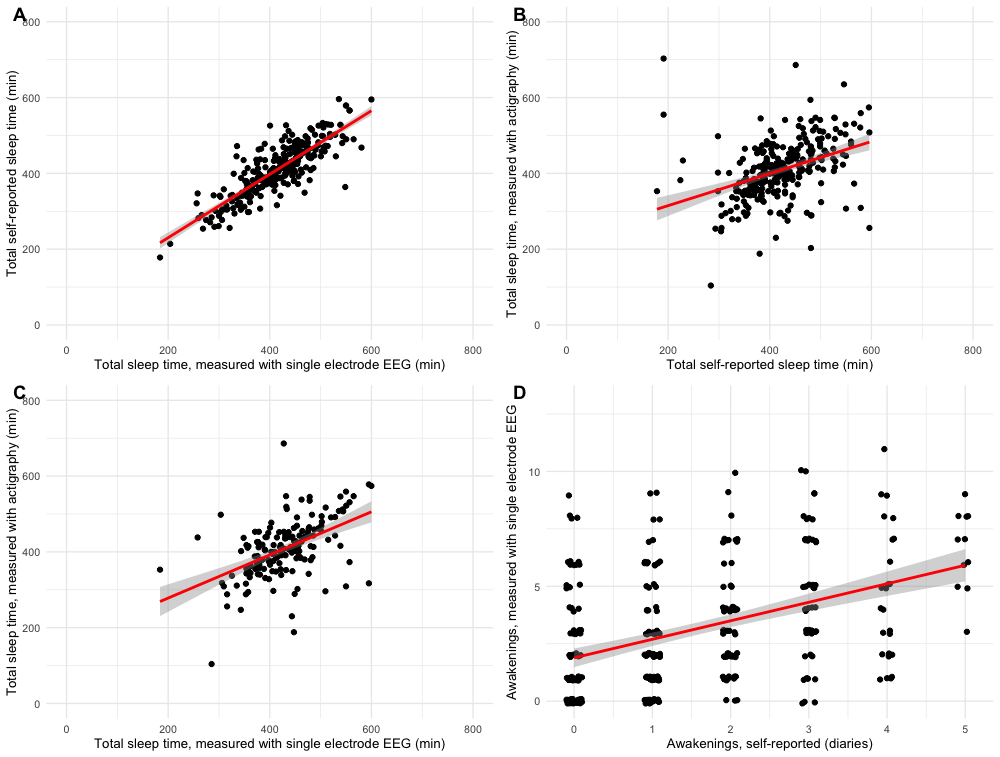 A
800
600
400
200
0
Total self-reported sleep time (min)
0 200 400 600 800
Total sleep time, measured with single electrode EEG (min)
B
800
600
400
200
0
Total sleep time, measured with actigraphy (min)
0 200 400 600 800
Total self-reported sleep time (min)
C
800
600
400
200
0
Total sleep time, measured with actigraphy (min)
0 200 400 600 800
Total sleep time, measured with single electrode EEG (min)
D
10
5
0
Awakenings, measured with single electrode EEG
0 1 2 3 4 5
Awakenings, self-reported (diaries)